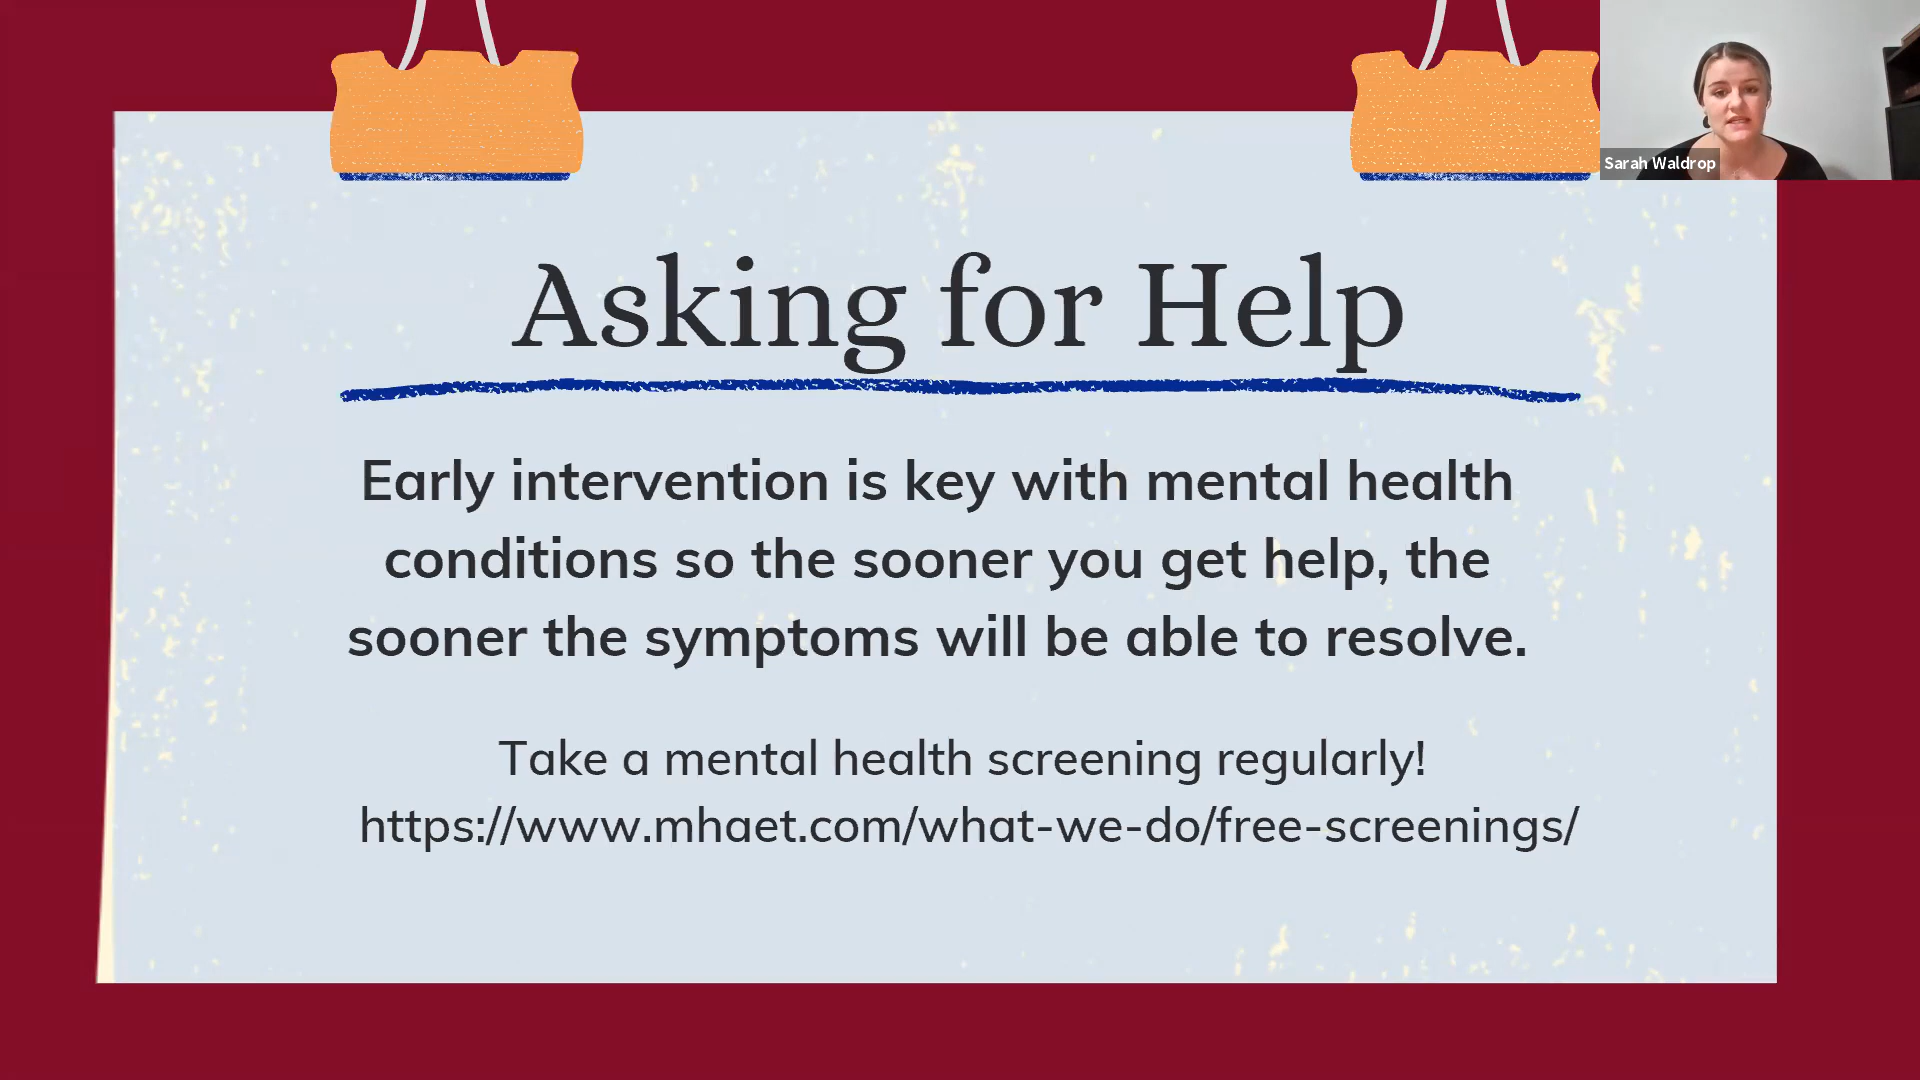 Sarah Waldrop
Asking for Help
Early intervention is key with mental health
conditions so the sooner you get help, the
sooner the symptoms will be able to resolve.
Take a mental health screening regularly!
https://www.mhaet.com/what-we-do/free-screenings/